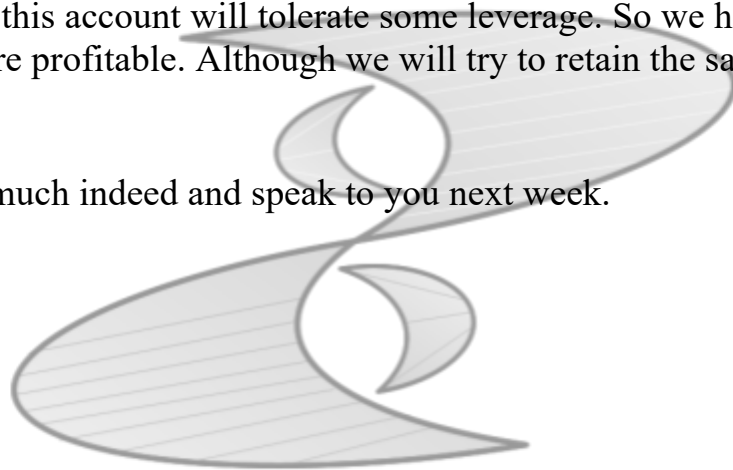 this account will tolerate some leverage. So we h
re profitable. Although we will try to retain the sa
much indeed and speak to you next week.